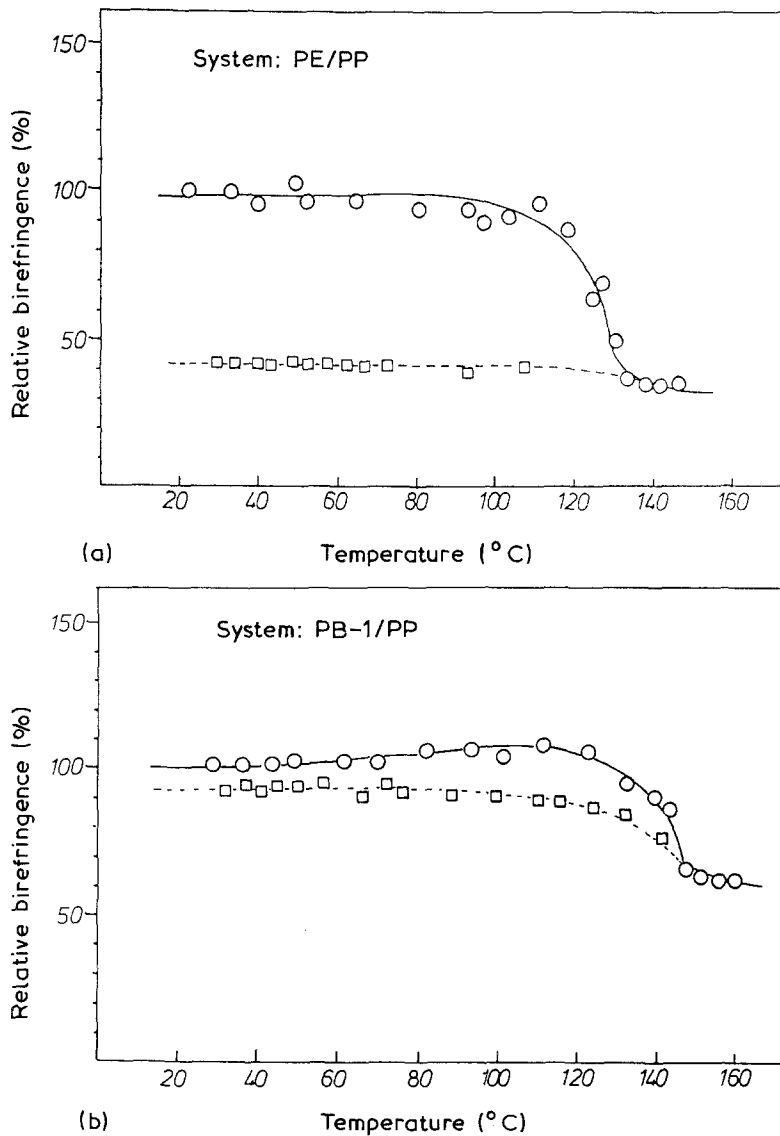 150
System: PE/PP
100
50
Relative birefringence (%)
20 40 60 80 100 120 140 160
(a) Temperature (°C)
150
System: PB-1/PP
100
50
Relative birefringence (%)
20 40 60 80 100 120 140 160
(b) Temperature (°C)